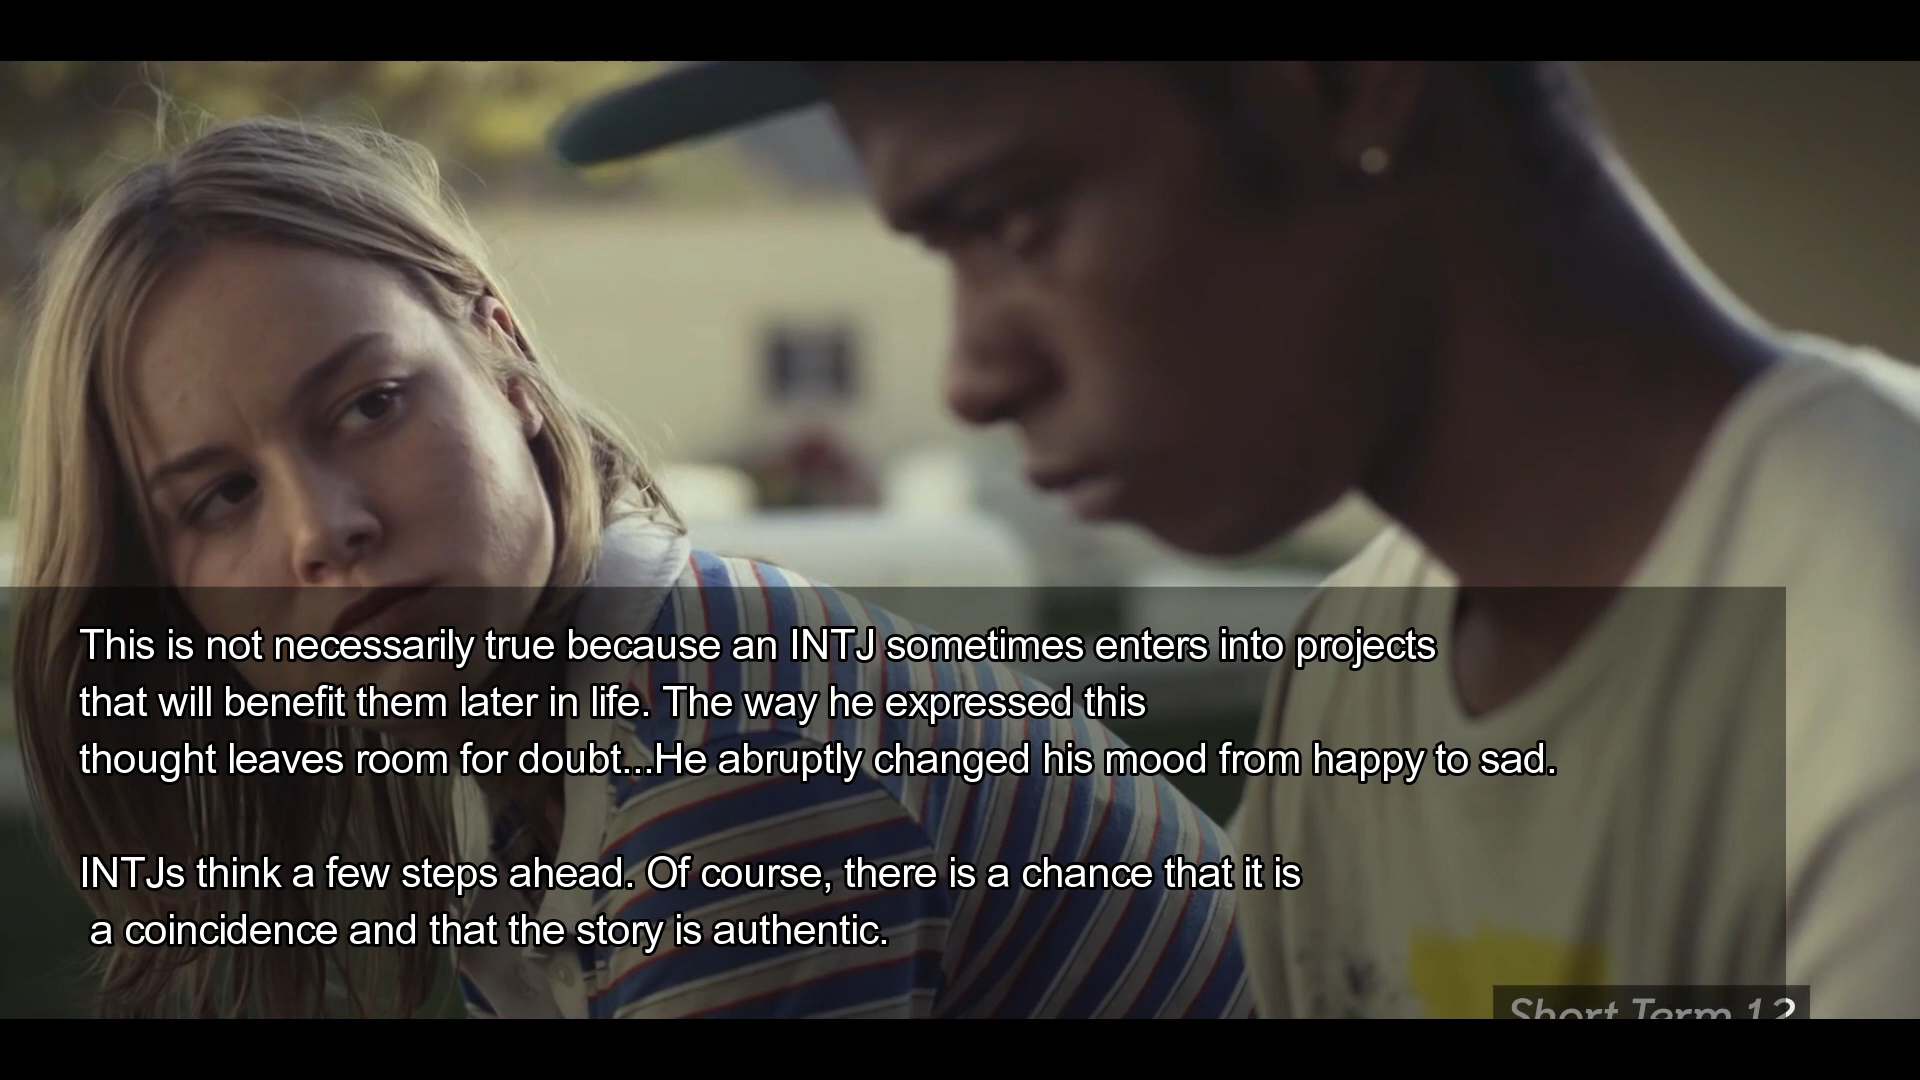 This is not necessarily true because an INTJ sometimes enters into projects
that will benefit them later in life. The way he expressed this
thought leaves room for doubt...He abruptly changed his mood from happy to sad.
INTJs think a few steps ahead. Of course, there is a chance that it is
a coincidence and that the story is authentic.
Short Term 12